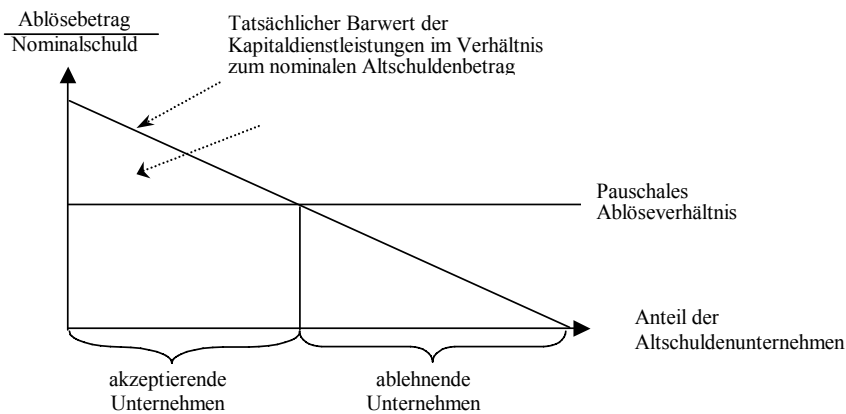 Ablösebetrag
Nominalschuld
Tatsächlicher Barwert der
Kapitaldienstleistungen im Verhältnis
zum nominalen Altschuldenbetrag
Pauschales
Ablöseverhältnis
Anteil der
Altschuldenunternehmen
akzeptierende
Unternehmen
ablehnende
Unternehmen